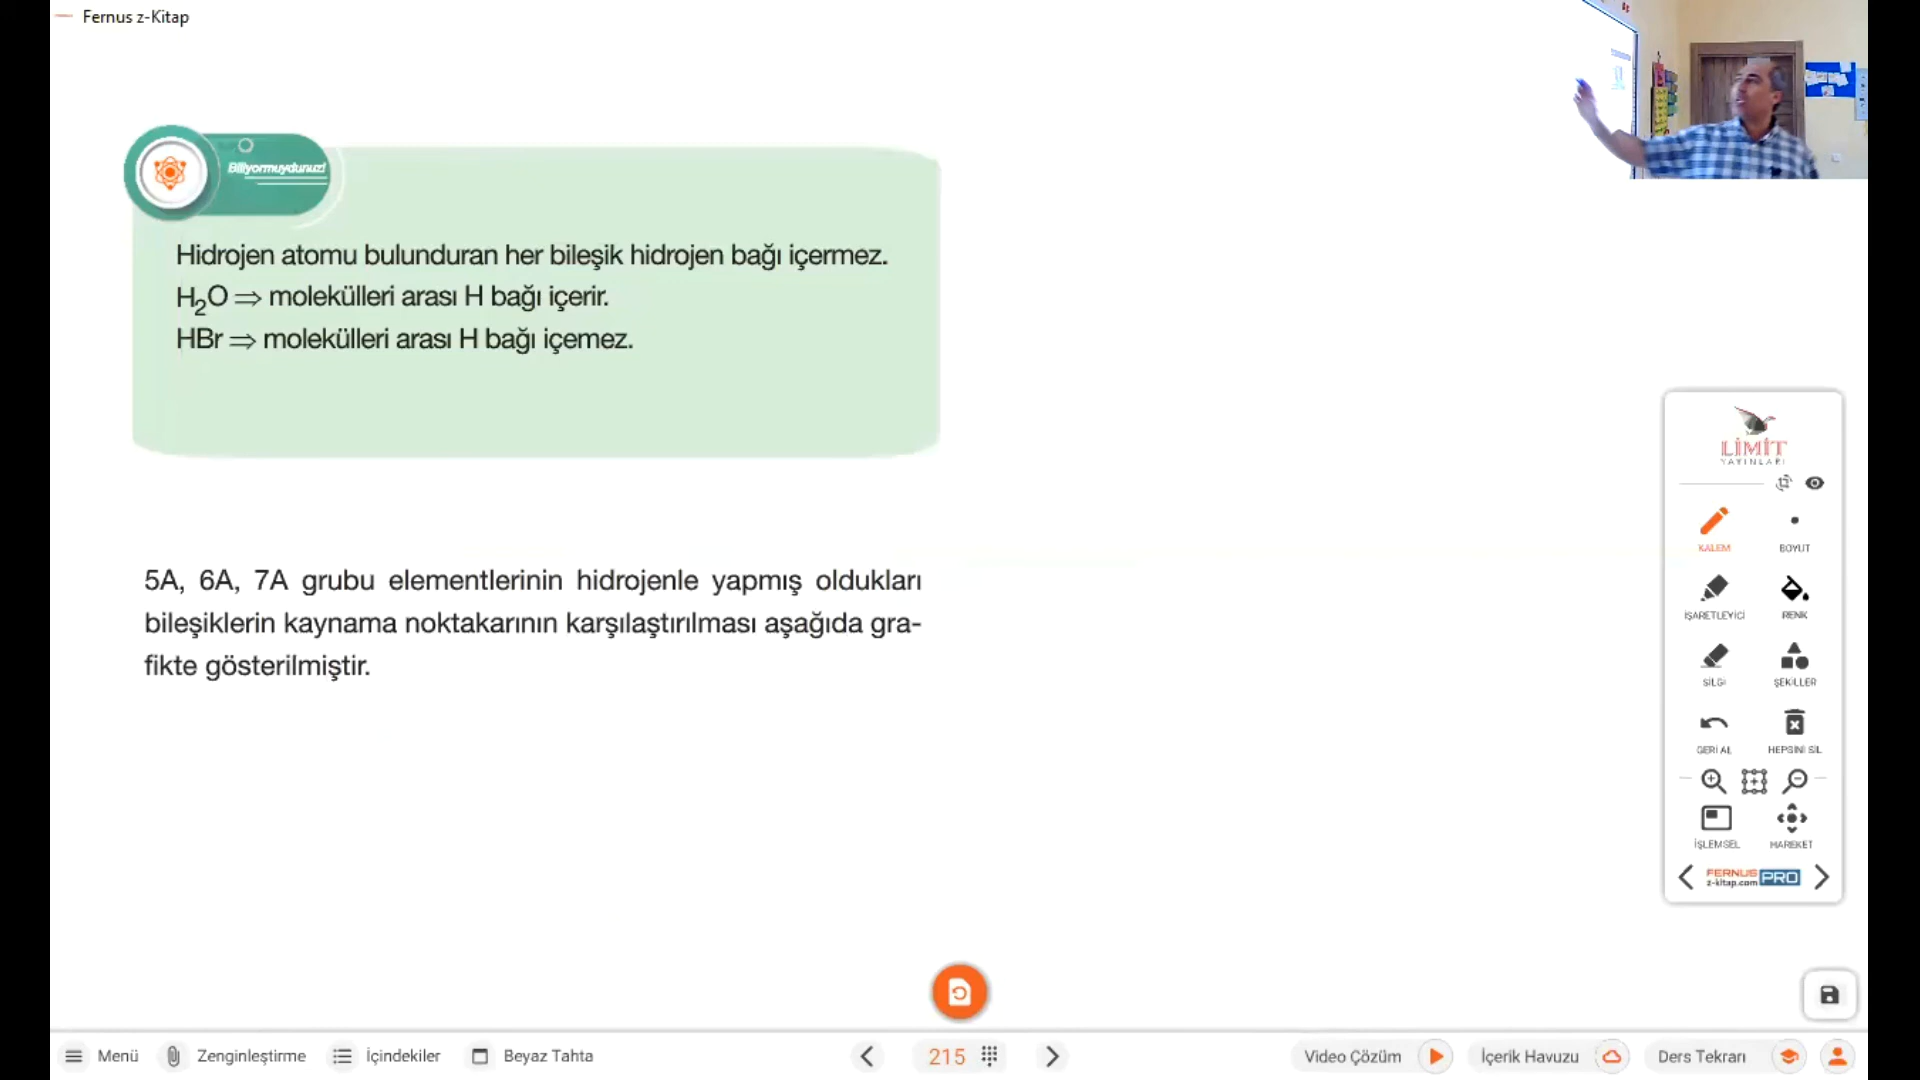 Fernus z-Kitap
Biliyormuydunuz!
Hidrojen atomu bulunduran her bileşik hidrojen bağı içermez.
H₂O ⇒ molekülleri arası H bağı içerir.
HBr ⇒ molekülleri arası H bağı içemez.
5A, 6A, 7A grubu elementlerinin hidrojenle yapmış oldukları
bileşiklerin kaynama noktakarının karşılaştırılması aşağıda gra-
fikte gösterilmiştir.
LİMİT
YAYINLARI
KALEM BOYUT
İŞARETLEYİCİ RENK
SİLGİ ŞEKİLLER
GERİ AL HEPSİNİ SİL
İŞLEMSEL HAREKET
FERNUS
z-kitap.com PRO
Menü Zenginleştirme İçindekiler Beyaz Tahta 215 Video Çözüm İçerik Havuzu Ders Tekrarı